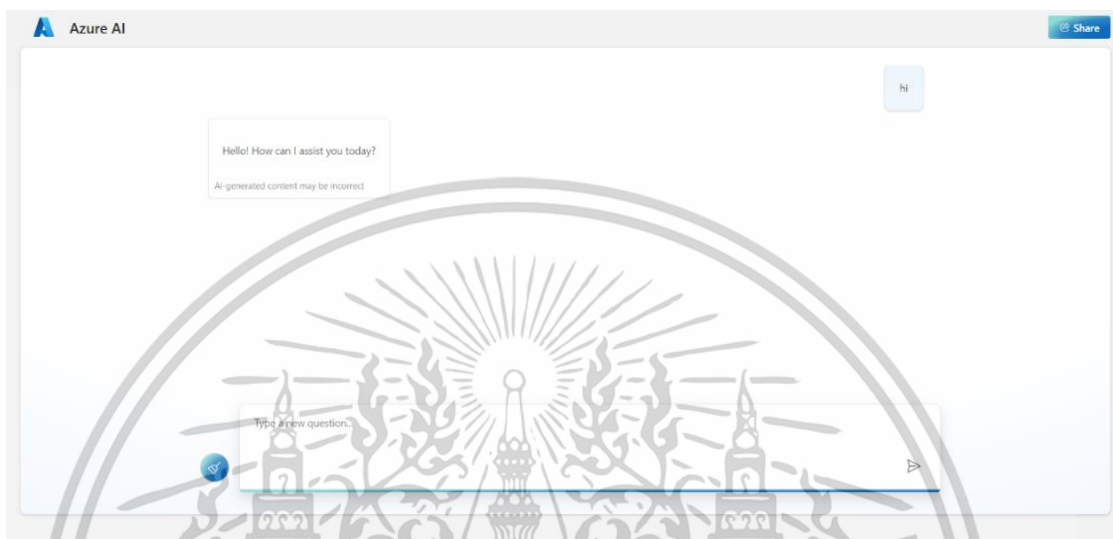 Azure AI
Share
hi
Hello! How can I assist you today?
AI-generated content may be incorrect
Type a new question...